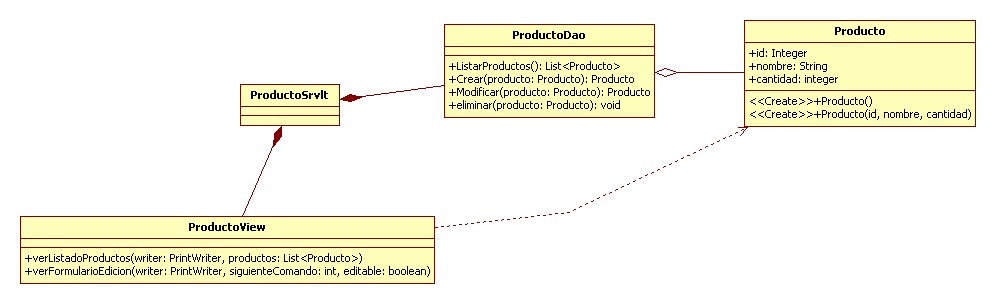 ProductoSrvlt
ProductoDao
+ListarProductos(): List<Producto>
+Crear(producto: Producto): Producto
+Modificar(producto: Producto): Producto
+eliminar(producto: Producto): void
Producto
+id: Integer
+nombre: String
+cantidad: integer
<<Create>>+Producto()
<<Create>>+Producto(id, nombre, cantidad)
ProductoView
+verListadoProductos(writer: PrintWriter, productos: List<Producto>)
+verFormularioEdicion(writer: PrintWriter, siguienteComando: int, editable: boolean)